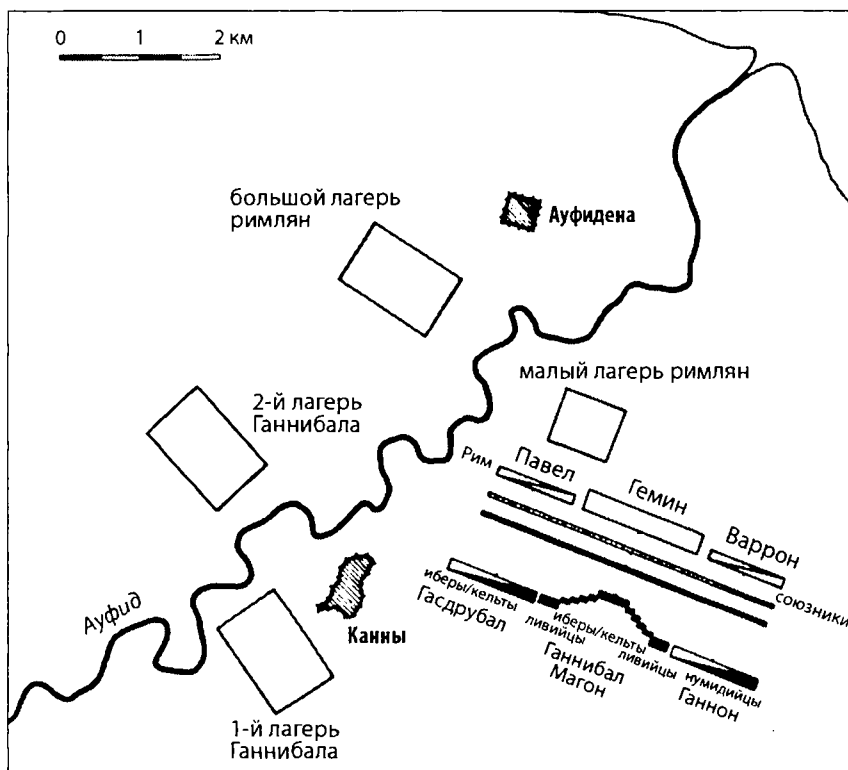 0 1 2 км
большой лагерь
римлян
Ауфидена
малый лагерь римлян
2-й лагерь
Ганнибала
Рим
Павел
Гемин
Варрон
союзники
Ауфид
Канны
иберы/кельты
Гасдрубал
ливийцы
иберы/кельты
Ганнибал
Магон
ливийцы
нумидийцы
Ганнон
1-й лагерь
Ганнибала